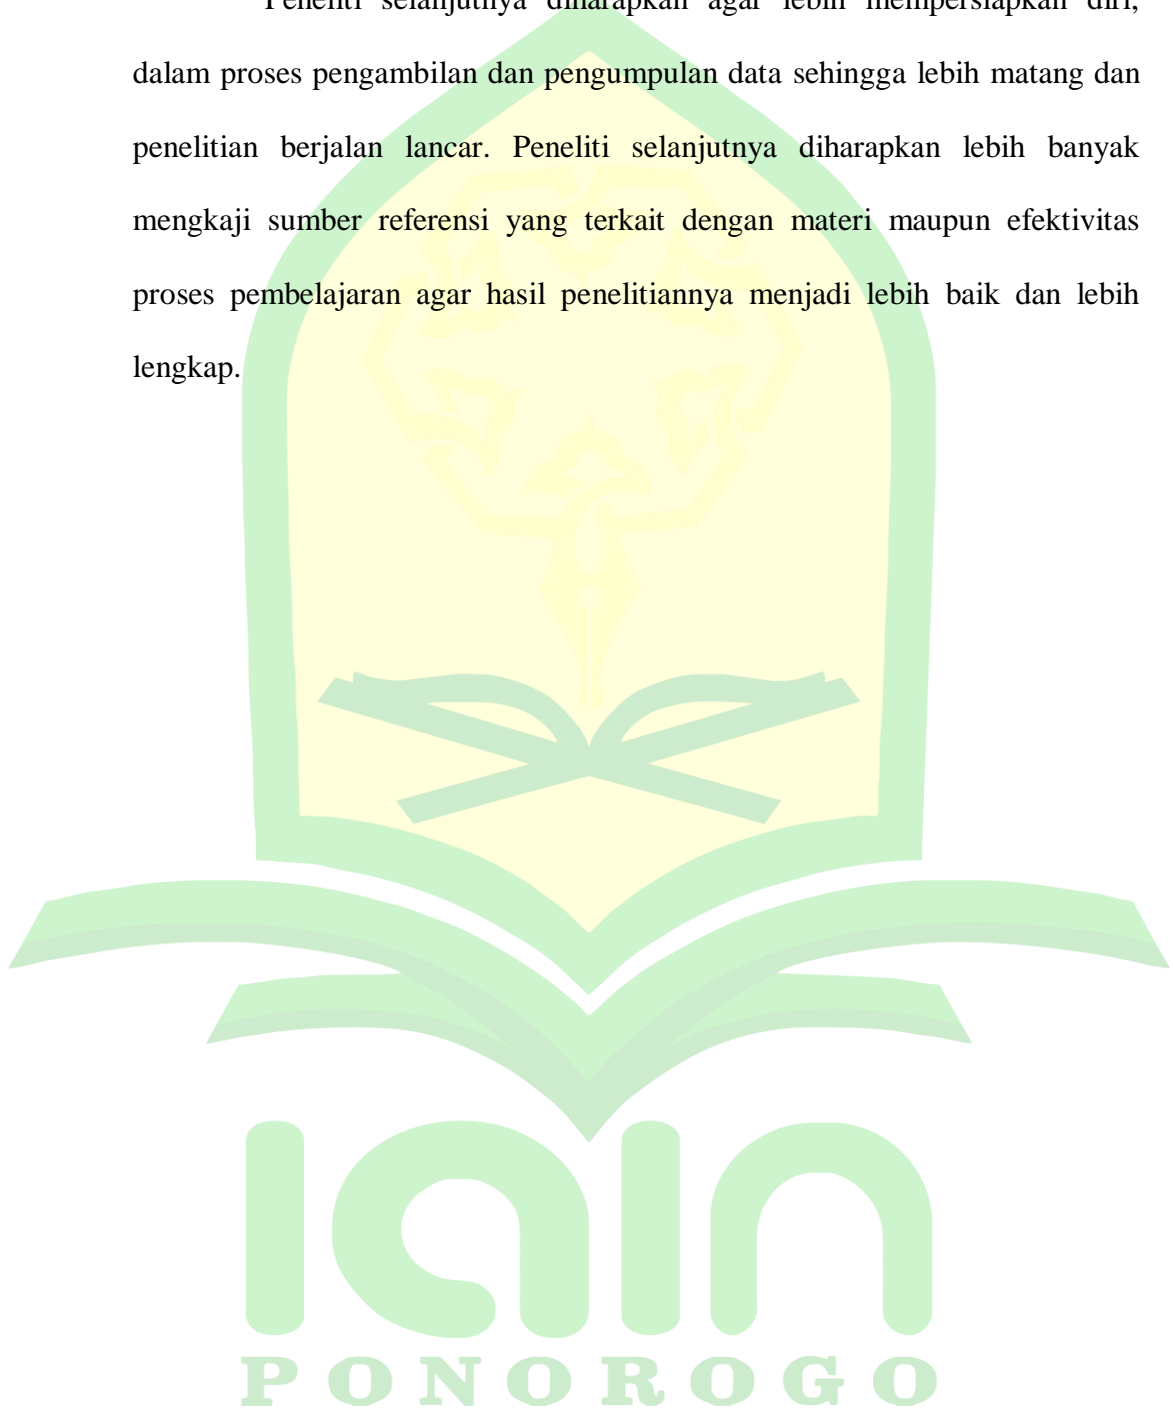 Peneliti selanjutnya diharapkan agar lebih mempersiapkan diri,
dalam proses pengambilan dan pengumpulan data sehingga lebih matang dan
penelitian berjalan lancar. Peneliti selanjutnya diharapkan lebih banyak
mengkaji sumber referensi yang terkait dengan materi maupun efektivitas
proses pembelajaran agar hasil penelitiannya menjadi lebih baik dan lebih
lengkap.
iain
PONOROGO